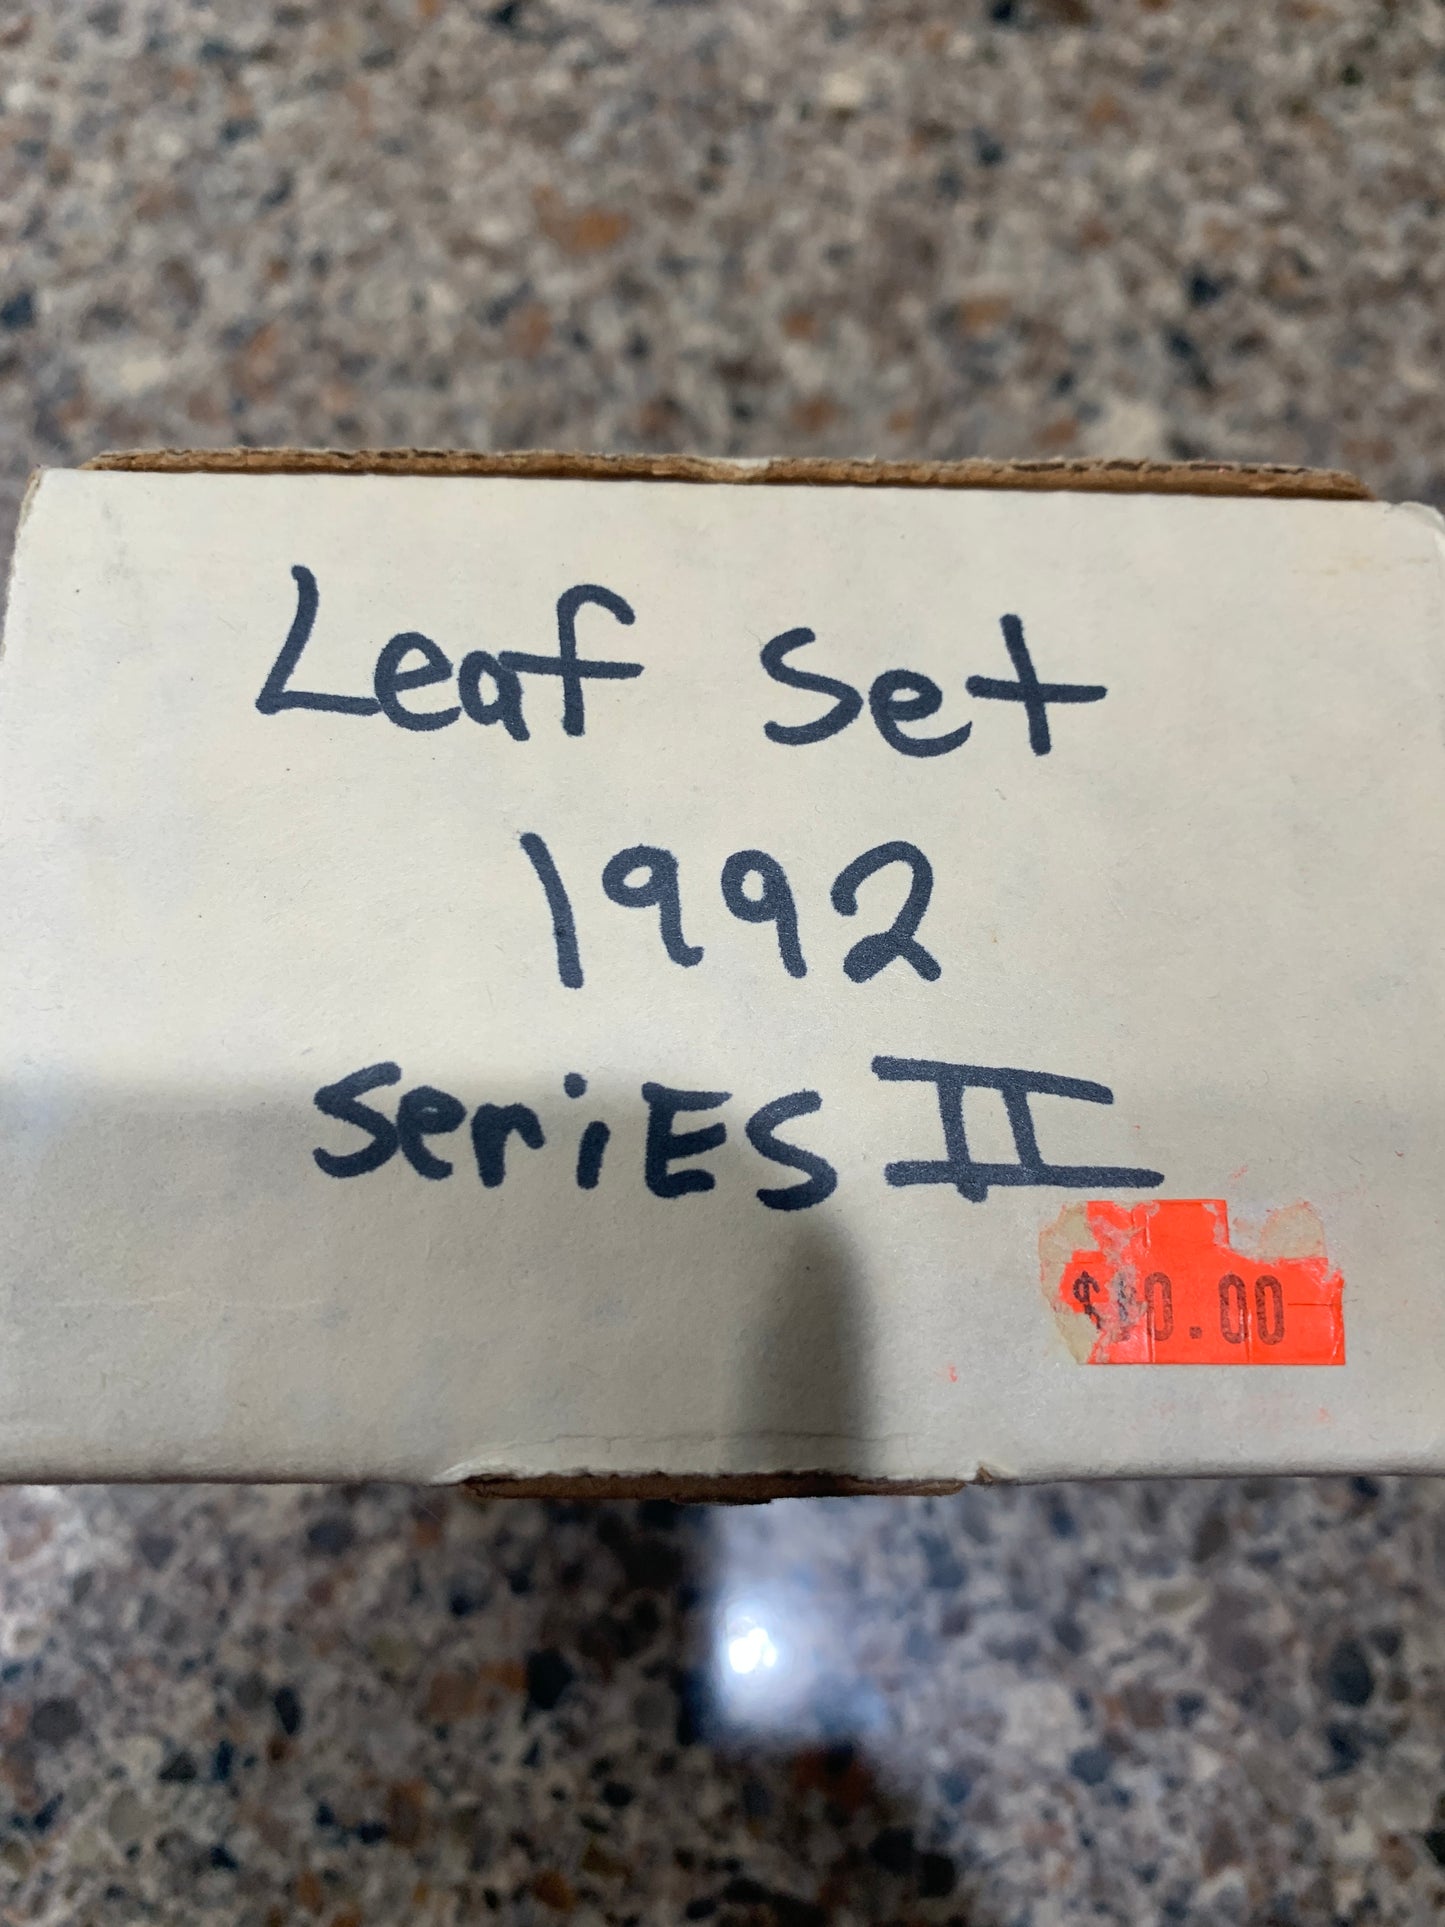 Leaf Set
1992
SeriES II